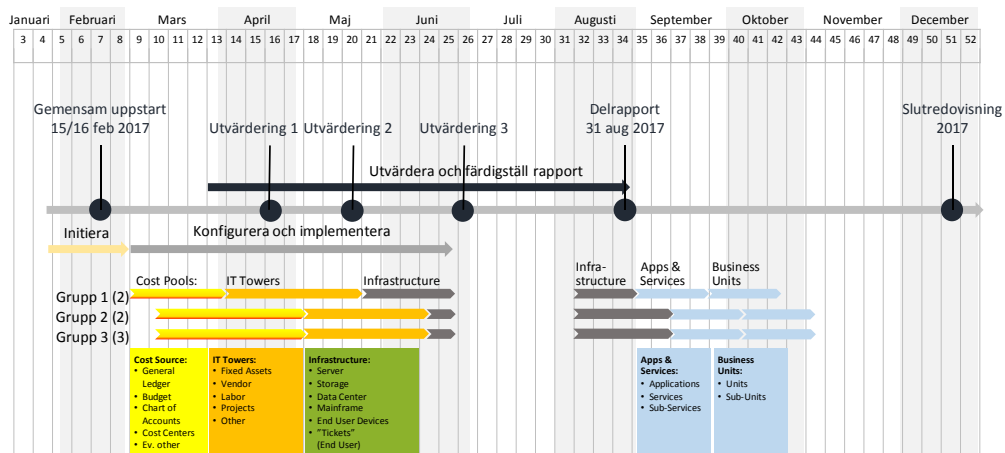 Januari Februari Mars April Maj Juni Juli Augusti September Oktober November December
3 4 5 6 7 8 9 10 11 12 13 14 15 16 17 18 19 20 21 22 23 24 25 26 27 28 29 30 31 32 33 34 35 36 37 38 39 40 41 42 43 44 45 46 47 48 49 50 51 52
Gemensam uppstart
15/16 feb 2017
Utvärdering 1
Utvärdering 2
Utvärdering 3
Delrapport
31 aug 2017
Slutredovisning
2017
Utvärdera och färdigställ rapport
Initiera
Konfigurera och implementera
Cost Pools:
IT Towers
Infrastructure
Infra-
structure
Apps &
Services
Business
Units
Grupp 1 (2)
Grupp 2 (2)
Grupp 3 (3)
Cost Source:
• General
Ledger
• Budget
• Chart of
Accounts
• Cost Centers
• Ev. other
IT Towers:
• Fixed Assets
• Vendor
• Labor
• Projects
• Other
Infrastructure:
• Server
• Storage
• Data Center
• Mainframe
• End User Devices
• ”Tickets”
(End User)
Apps &
Services:
• Applications
• Services
• Sub-Services
Business
Units:
• Units
• Sub-Units